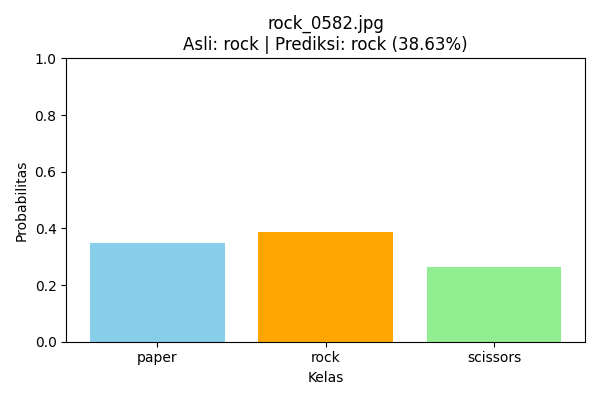 rock_0582.jpg
Asli: rock | Prediksi: rock (38.63%)
1.0
0.8
0.6
0.4
0.2
0.0
Probabilitas
paper
rock
scissors
Kelas